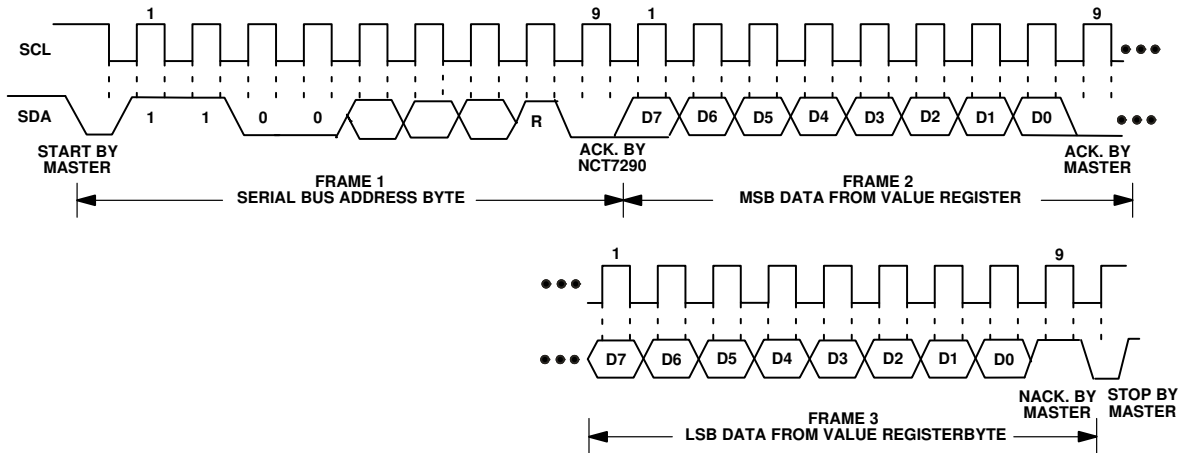 1 9 1 9
SCL
SDA
1 1 0 0 R D7 D6 D5 D4 D3 D2 D1 D0
START BY
MASTER
ACK. BY
NCT7290
ACK. BY
MASTER
FRAME 1
SERIAL BUS ADDRESS BYTE
FRAME 2
MSB DATA FROM VALUE REGISTER
1 9
D7 D6 D5 D4 D3 D2 D1 D0
NACK. BY
MASTER
STOP BY
MASTER
FRAME 3
LSB DATA FROM VALUE REGISTERBYTE